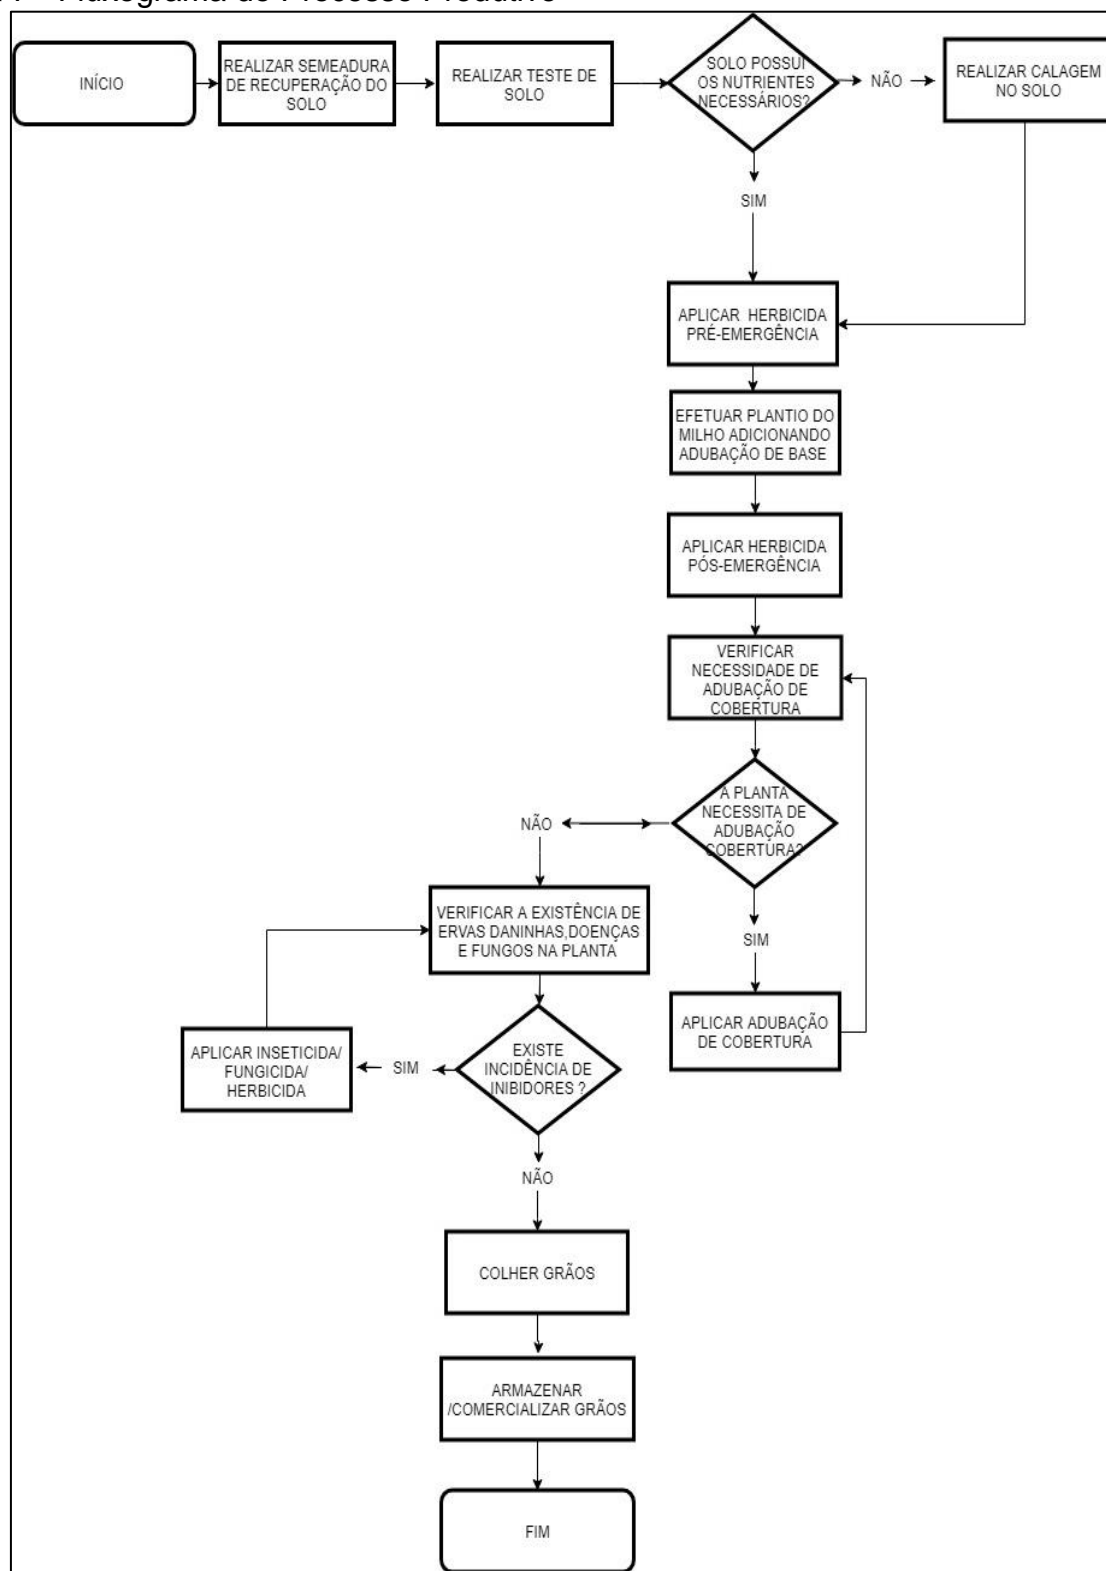 Fluxograma do Processo Produtivo
INÍCIO
REALIZAR SEMEADURA
DE RECUPERAÇÃO DO
SOLO
REALIZAR TESTE DE
SOLO
SOLO POSSUI
OS NUTRIENTES
NECESSÁRIOS?
NÃO
REALIZAR CALAGEM
NO SOLO
SIM
APLICAR HERBICIDA
PRÉ-EMERGÊNCIA
EFETUAR PLANTIO DO
MILHO ADICIONANDO
ADUBAÇÃO DE BASE
APLICAR HERBICIDA
PÓS-EMERGÊNCIA
VERIFICAR
NECESSIDADE DE
ADUBAÇÃO DE
COBERTURA
A PLANTA
NECESSITA DE
ADUBAÇÃO
COBERTURA?
NÃO
VERIFICAR A EXISTÊNCIA DE
ERVAS DANINHAS,DOENÇAS
E FUNGOS NA PLANTA
SIM
APLICAR ADUBAÇÃO
DE COBERTURA
EXISTE
INCIDÊNCIA DE
INIBIDORES ?
SIM
APLICAR INSETICIDA/
FUNGICIDA/
HERBICIDA
NÃO
COLHER GRÃOS
ARMAZENAR
/COMERCIALIZAR GRÃOS
FIM